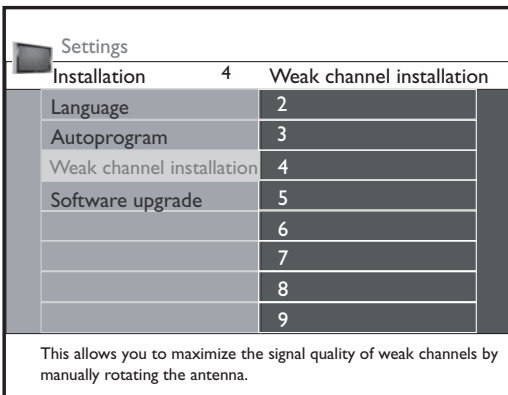 Settings
Installation 4 Weak channel installation
Language 2
Autoprogram 3
Weak channel installation 4
Software upgrade 5
6
7
8
9
This allows you to maximize the signal quality of weak channels by
manually rotating the antenna.